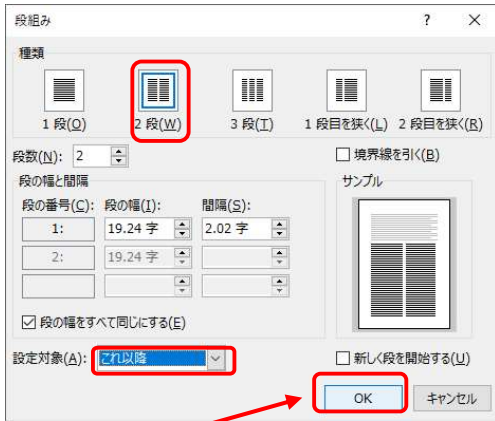 段組み ? ×
種類
1 段(O) 2 段(W) 3 段(T) 1 段目を狭く(L) 2 段目を狭く(R)
段数(N): 2 境界線を引く(B)
段の幅と間隔 サンプル
段の番号(C): 段の幅(I): 間隔(S):
1: 19.24 字 2.02 字
2: 19.24 字
段の幅をすべて同じにする(E)
設定対象(A): これ以降 新しく段を開始する(U)
OK キャンセル